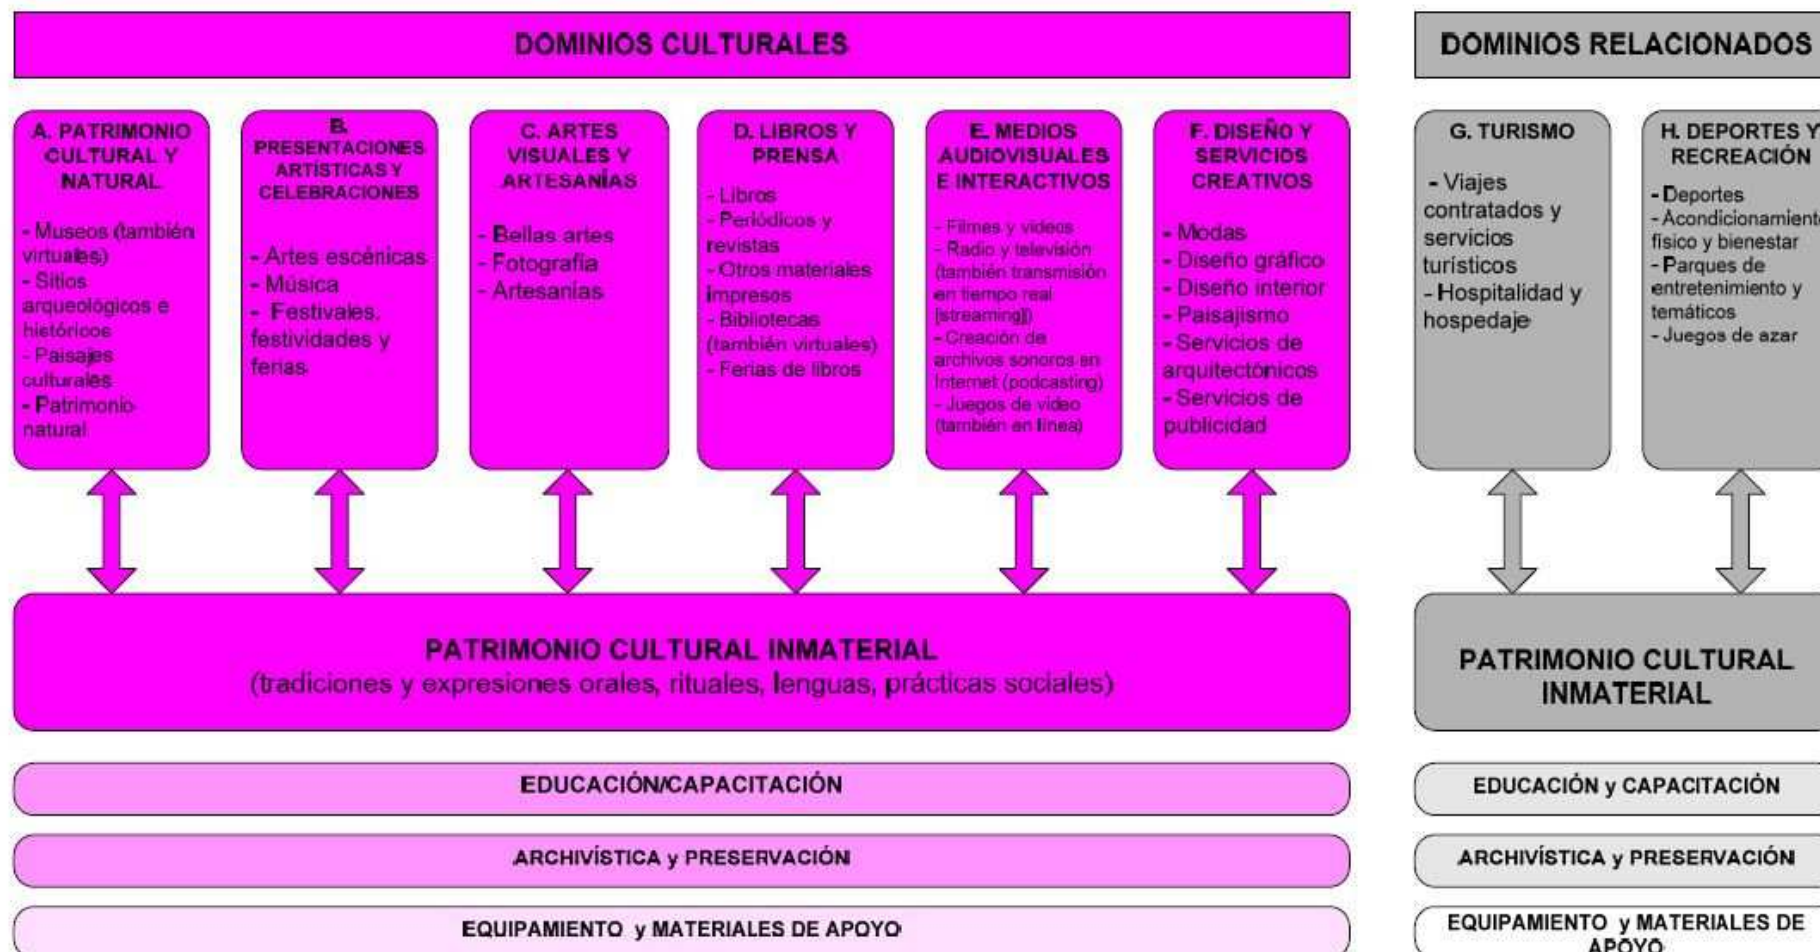 DOMINIOS CULTURALES
A. PATRIMONIO
CULTURAL Y
NATURAL
- Museos (también
virtuales)
- Sitios
arqueológicos e
históricos
- Paisajes
culturales
- Patrimonio
natural
B.
PRESENTACIONES
ARTÍSTICAS Y
CELEBRACIONES
- Artes escénicas
- Música
- Festivales,
festividades y
ferias
C. ARTES
VISUALES Y
ARTESANÍAS
- Bellas artes
- Fotografía
- Artesanías
D. LIBROS Y
PRENSA
- Libros
- Periódicos y
revistas
- Otros materiales
impresos
- Bibliotecas
(también virtuales)
- Ferias de libros
E. MEDIOS
AUDIOVISUALES
E INTERACTIVOS
- Filmes y videos
- Radio y televisión
(también transmisión
en tiempo real
[streaming])
- Creación de
archivos sonoros en
Internet (podcasting)
- Juegos de video
(también en línea)
F. DISEÑO Y
SERVICIOS
CREATIVOS
- Modas
- Diseño gráfico
- Diseño interior
- Paisajismo
- Servicios de
arquitectónicos
- Servicios de
publicidad
PATRIMONIO CULTURAL INMATERIAL
(tradiciones y expresiones orales, rituales, lenguas, prácticas sociales)
EDUCACIÓN/CAPACITACIÓN
ARCHIVÍSTICA y PRESERVACIÓN
EQUIPAMIENTO y MATERIALES DE APOYO
DOMINIOS RELACIONADOS
G. TURISMO
- Viajes
contratados y
servicios
turísticos
- Hospitalidad y
hospedaje
H. DEPORTES Y
RECREACIÓN
- Deportes
- Acondicionamiento
físico y bienestar
- Parques de
entretenimiento y
temáticos
- Juegos de azar
PATRIMONIO CULTURAL
INMATERIAL
EDUCACIÓN y CAPACITACIÓN
ARCHIVÍSTICA y PRESERVACIÓN
EQUIPAMIENTO y MATERIALES DE
APOYO